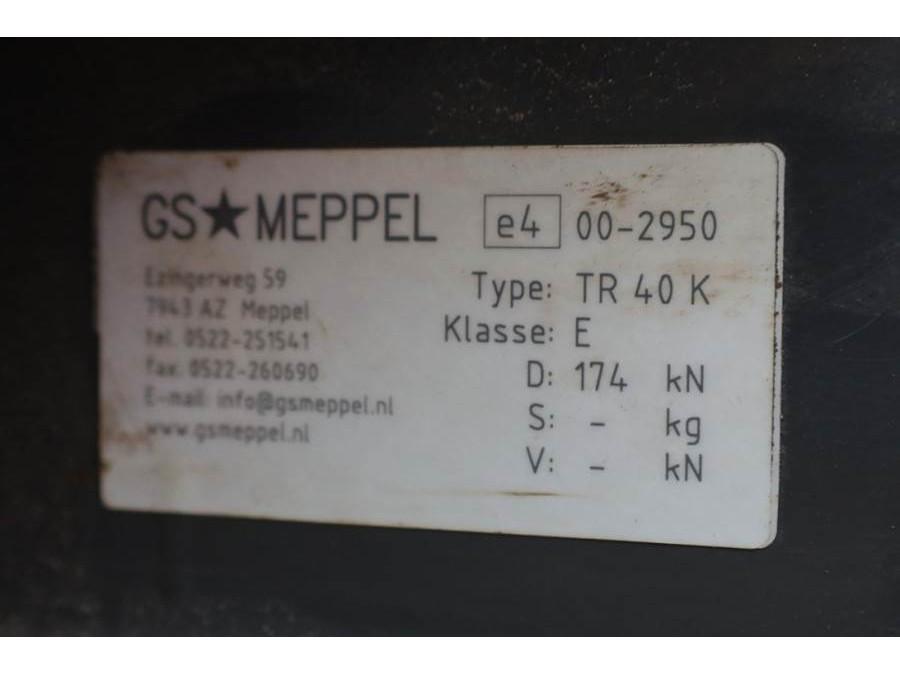 GS★MEPPEL
Ezingerweg 59
7943 AZ Meppel
tel. 0522-251541
fax: 0522-260690
E-mail: info@gsmeppel.nl
www.gsmeppel.nl
e4 00-2950
Type: TR 40 K
Klasse: E
D: 174 kN
S: - kg
V: - kN